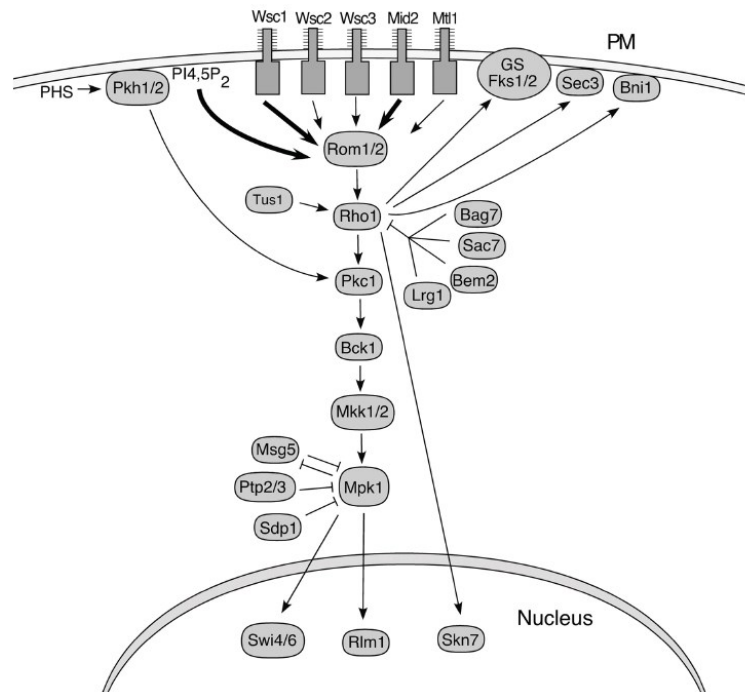 Wsc1 Wsc2 Wsc3 Mid2 Mtl1
PM
GS
Fks1/2
Sec3
Bni1
PHS
Pkh1/2
PI4,5P2
Rom1/2
Tus1
Rho1
Bag7
Sac7
Bem2
Lrg1
Pkc1
Bck1
Mkk1/2
Msg5
Mpk1
Ptp2/3
Sdp1
Nucleus
Swi4/6
Rlm1
Skn7